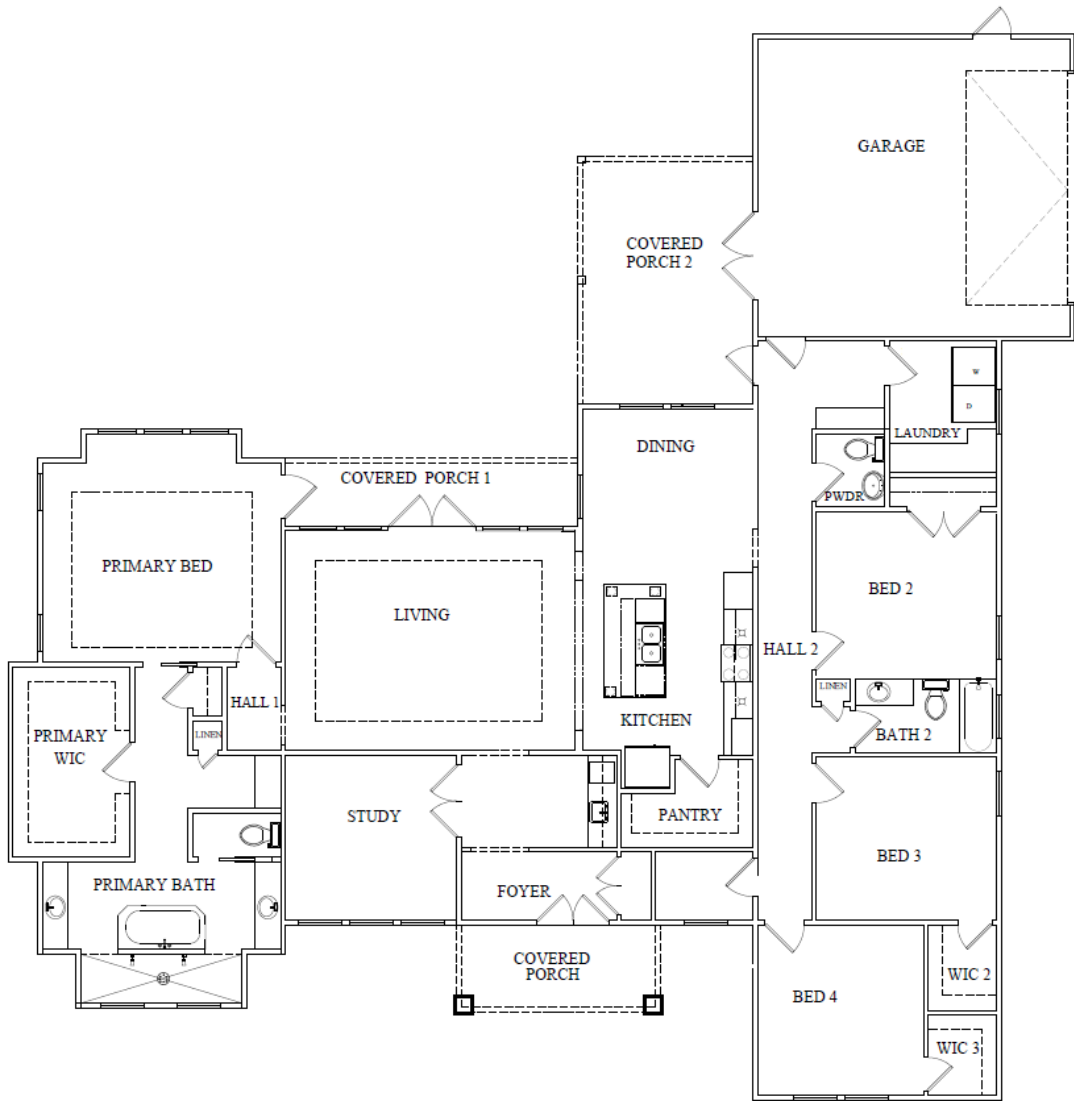 GARAGE
COVERED
PORCH 2
W
D
LAUNDRY
DINING
COVERED PORCH 1
PWDR
PRIMARY BED
BED 2
LIVING
HALL 2
LINEN
HALL 1
KITCHEN
PRIMARY
WIC
LINEN
BATH 2
STUDY
PANTRY
BED 3
PRIMARY BATH
FOYER
COVERED
PORCH
WIC 2
BED 4
WIC 3